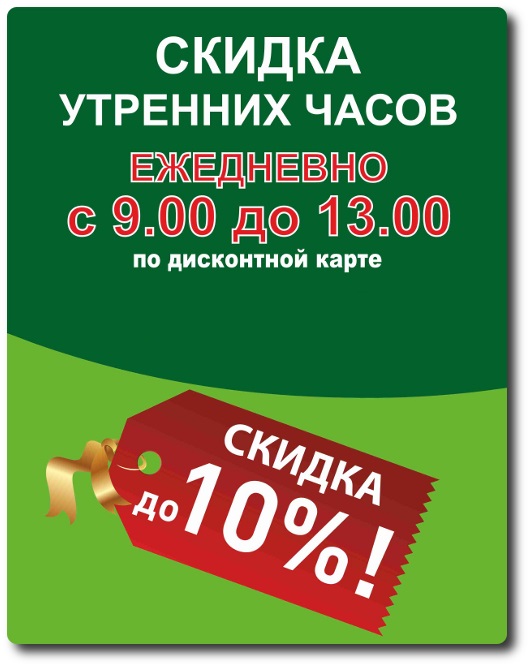 СКИДКА
УТРЕННИХ ЧАСОВ
ЕЖЕДНЕВНО
с 9.00 до 13.00
по дисконтной карте
СКИДКА
до 10%!